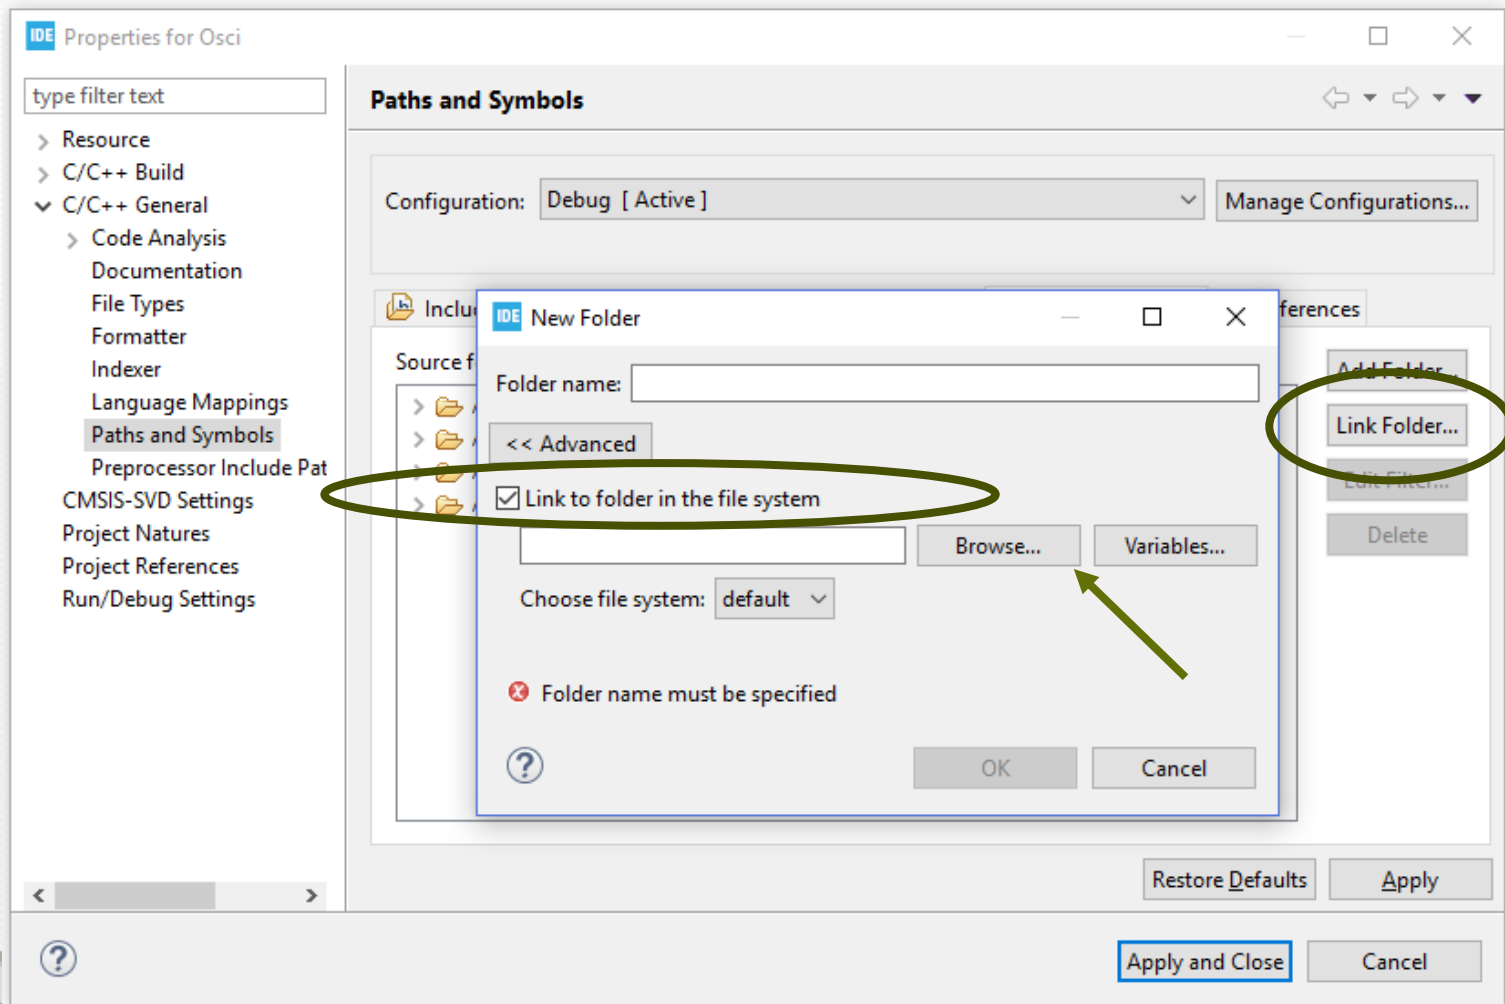 IDE Properties for Osci
type filter text
Resource
C/C++ Build
C/C++ General
Code Analysis
Documentation
File Types
Formatter
Indexer
Language Mappings
Paths and Symbols
Preprocessor Include Pat
CMSIS-SVD Settings
Project Natures
Project References
Run/Debug Settings
Paths and Symbols
Configuration: Debug [ Active ] Manage Configurations...
Inclu
ferences
Source f
Add Folder...
Link Folder...
Edit Filter...
Delete
IDE New Folder
Folder name:
<< Advanced
Link to folder in the file system
Browse... Variables...
Choose file system: default
Folder name must be specified
OK Cancel
Restore Defaults Apply
Apply and Close Cancel